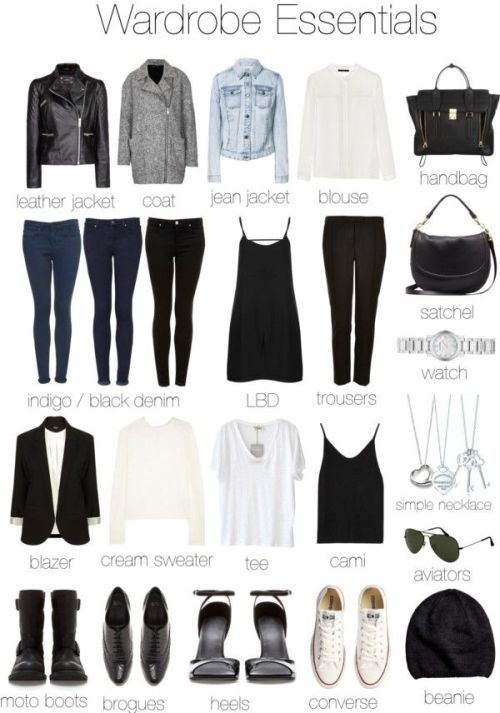 Wardrobe Essentials
leather jacket
coat
jean jacket
blouse
handbag
satchel
watch
indigo / black denim
LBD
trousers
simple necklace
blazer
cream sweater
tee
cami
aviators
moto boots
brogues
heels
converse
beanie